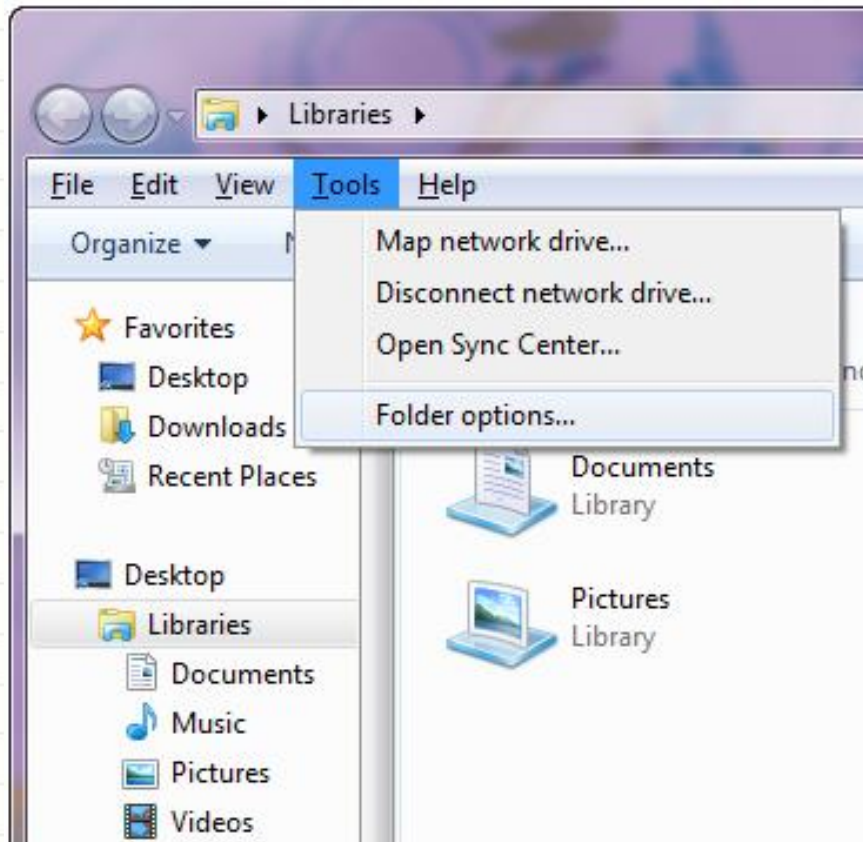 Libraries
File Edit View Tools Help
Organize
Map network drive...
Disconnect network drive...
Open Sync Center...
Folder options...
Favorites
Desktop
Downloads
Recent Places
Desktop
Libraries
Documents
Music
Pictures
Videos
Documents
Library
Pictures
Library